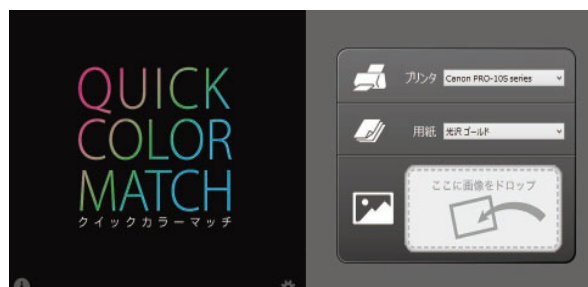 QUICK
COLOR
MATCH
クイックカラーマッチ
プリンタ Canon PRO-10S series
用紙 光沢 ゴールド
ここに画像をドロップ